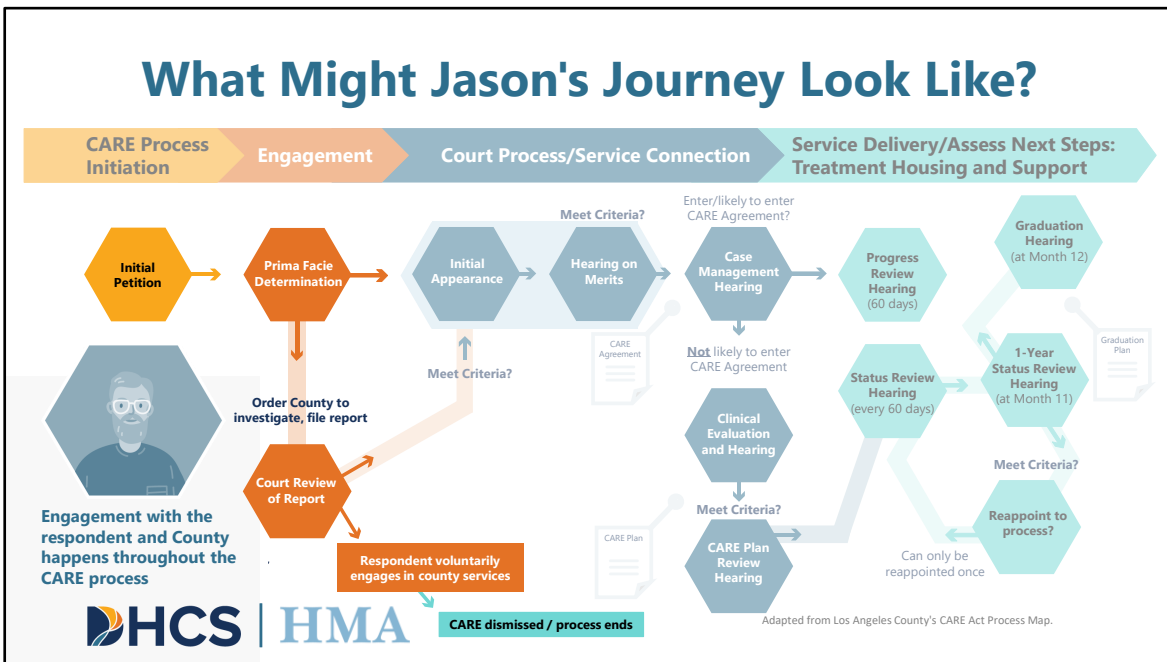 What Might Jason's Journey Look Like?
CARE Process
Initiation
Engagement
Court Process/Service Connection
Service Delivery/Assess Next Steps:
Treatment Housing and Support
Initial
Petition
Prima Facie
Determination
Order County to
investigate, file report
Court Review
of Report
Respondent voluntarily
engages in county services
CARE dismissed / process ends
Meet Criteria?
Initial
Appearance
Meet Criteria?
Hearing on
Merits
Enter/likely to enter
CARE Agreement?
Case
Management
Hearing
CARE
Agreement
Not likely to enter
CARE Agreement
Clinical
Evaluation
and Hearing
Meet Criteria?
CARE Plan
CARE Plan
Review
Hearing
Progress
Review
Hearing
(60 days)
Status Review
Hearing
(every 60 days)
Graduation
Hearing
(at Month 12)
Graduation
Plan
1-Year
Status Review
Hearing
(at Month 11)
Meet Criteria?
Reappoint to
process?
Can only be
reappointed once
Engagement with the
respondent and County
happens throughout the
CARE process
.
DHCS | HMA
Adapted from Los Angeles County's CARE Act Process Map.